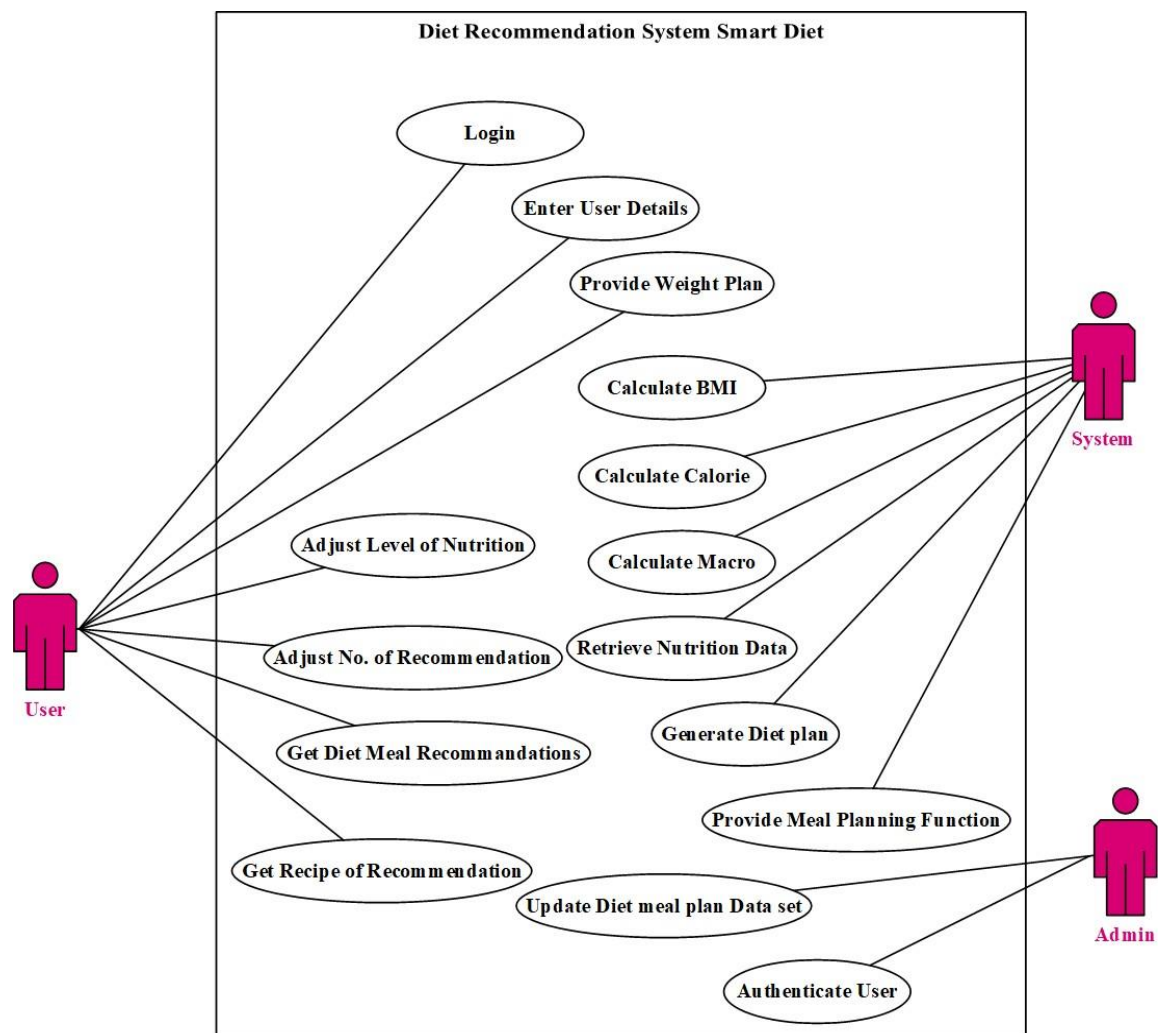 Diet Recommendation System Smart Diet
Login
Enter User Details
Provide Weight Plan
Calculate BMI
System
Calculate Calorie
Adjust Level of Nutrition
Calculate Macro
Retrieve Nutrition Data
Adjust No. of Recommendation
User
Generate Diet plan
Get Diet Meal Recommandations
Provide Meal Planning Function
Get Recipe of Recommendation
Update Diet meal plan Data set
Admin
Authenticate User